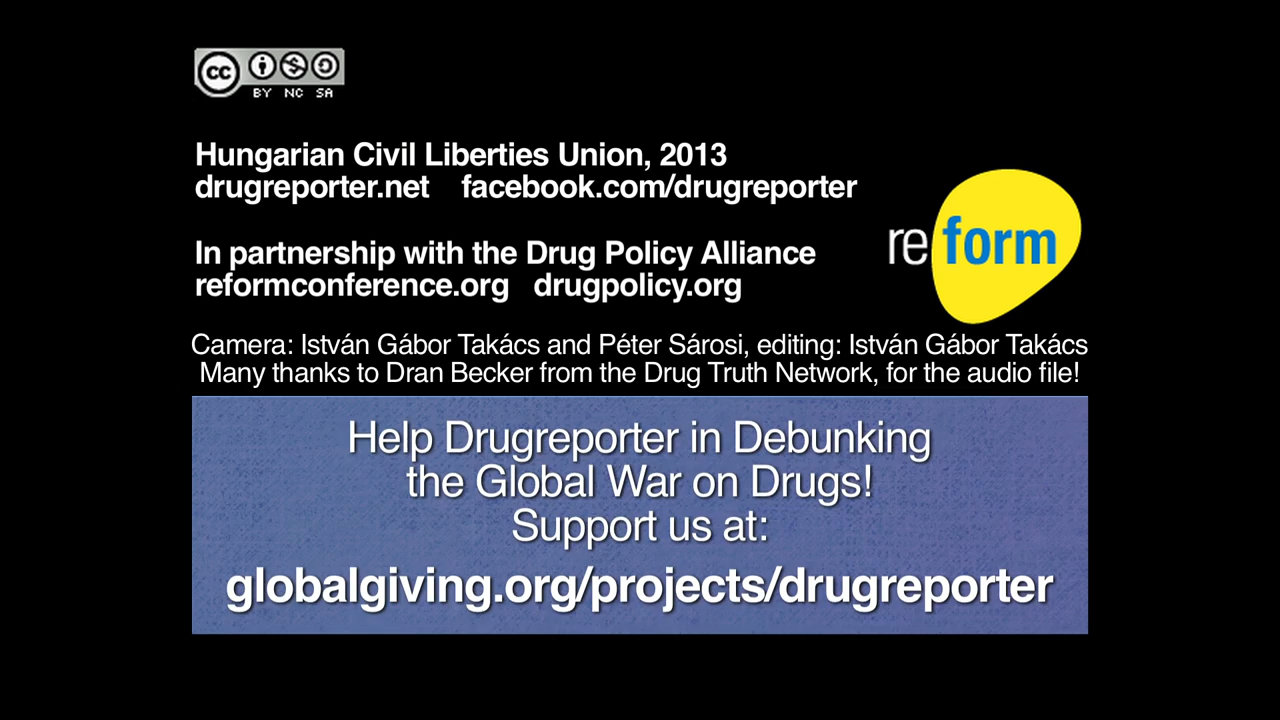 cc BY NC SA
Hungarian Civil Liberties Union, 2013
drugreporter.net facebook.com/drugreporter
In partnership with the Drug Policy Alliance
reformconference.org drugpolicy.org
reform
Camera: István Gábor Takács and Péter Sárosi, editing: István Gábor Takács
Many thanks to Dran Becker from the Drug Truth Network, for the audio file!
Help Drugreporter in Debunking
the Global War on Drugs!
Support us at:
globalgiving.org/projects/drugreporter